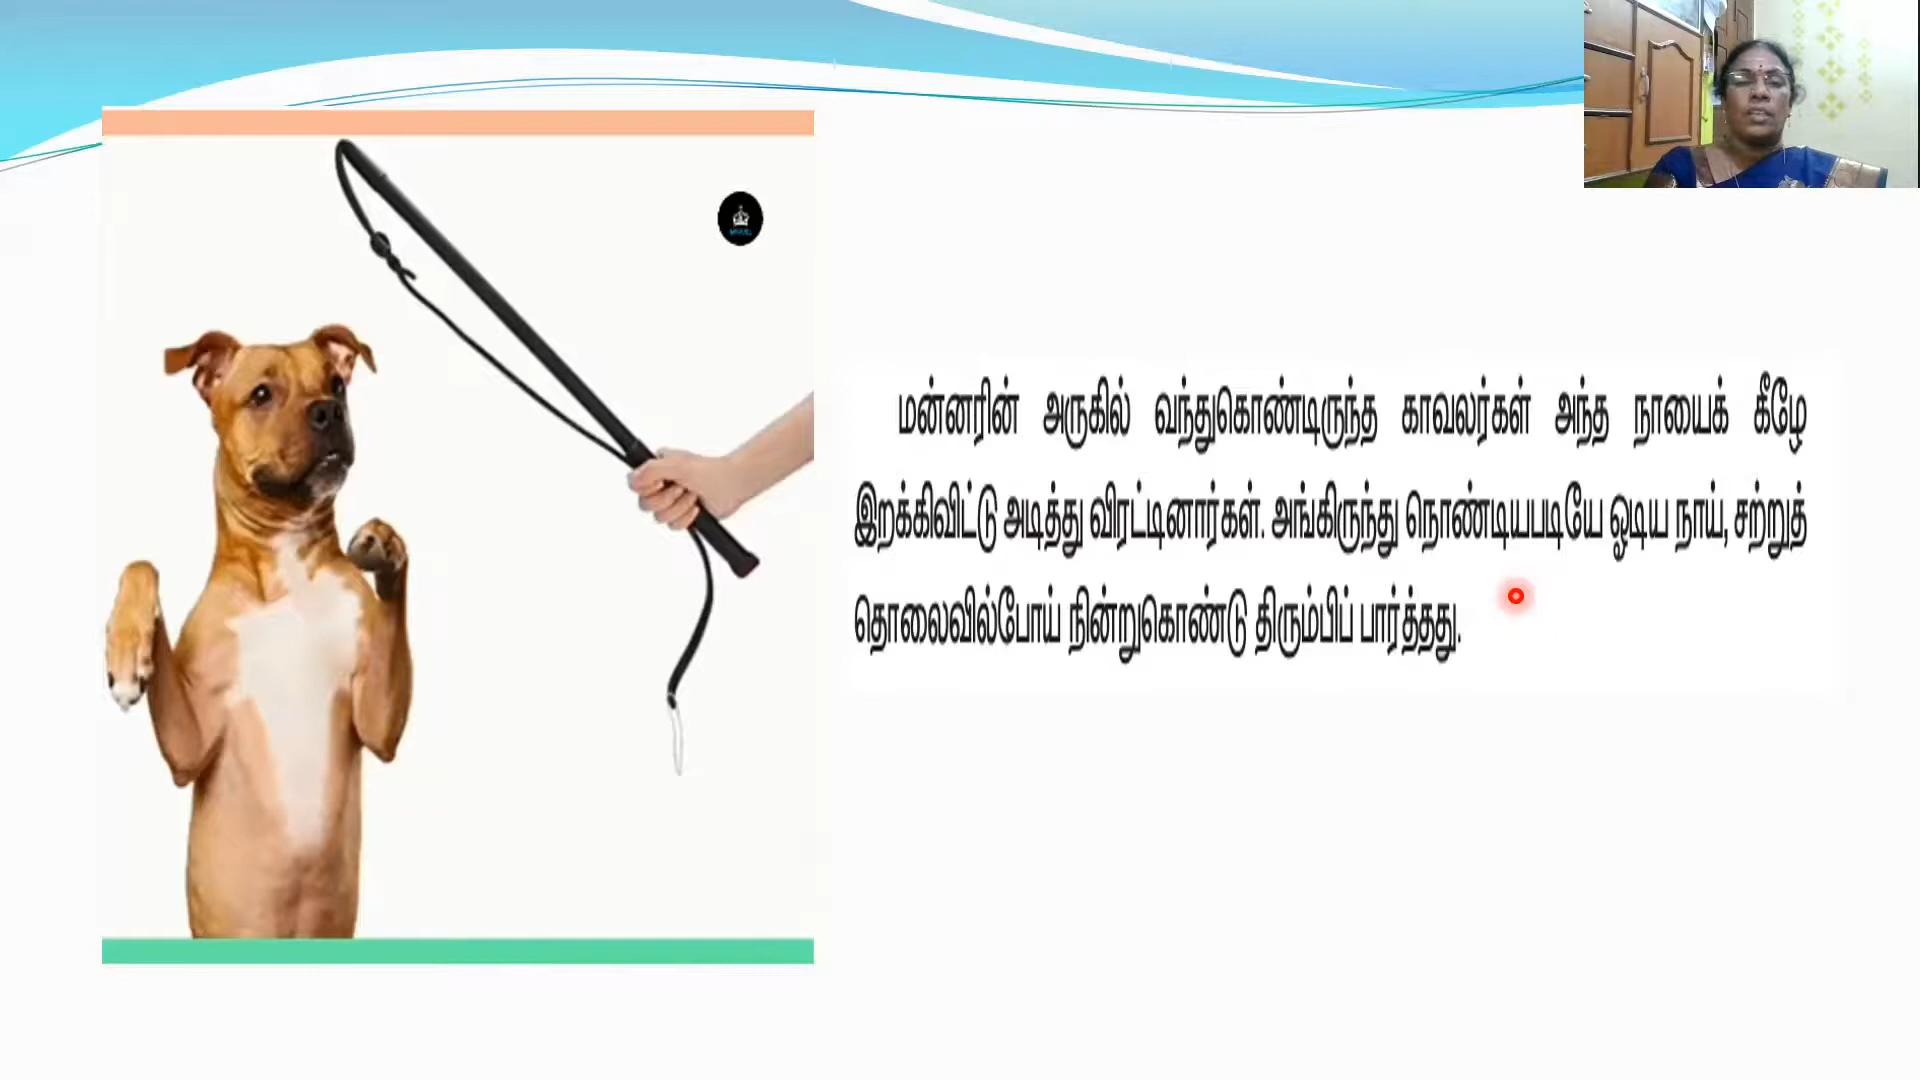 மன்னரின் அருகில் வந்துகொண்டிருந்த காவலர்கள் அந்த நாயைக் கீழே
இறக்கிவிட்டு அடித்து விரட்டினார்கள். அங்கிருந்து நொண்டியபடியே ஓடிய நாய், சற்றுத்
தொலைவில்போய் நின்றுகொண்டு திரும்பிப் பார்த்தது.